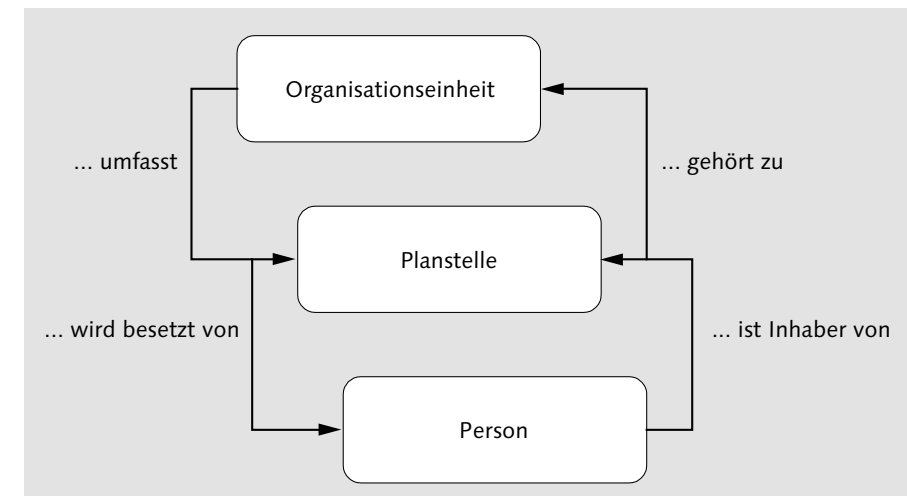 Organisationseinheit
... umfasst
... gehört zu
Planstelle
... wird besetzt von
... ist Inhaber von
Person